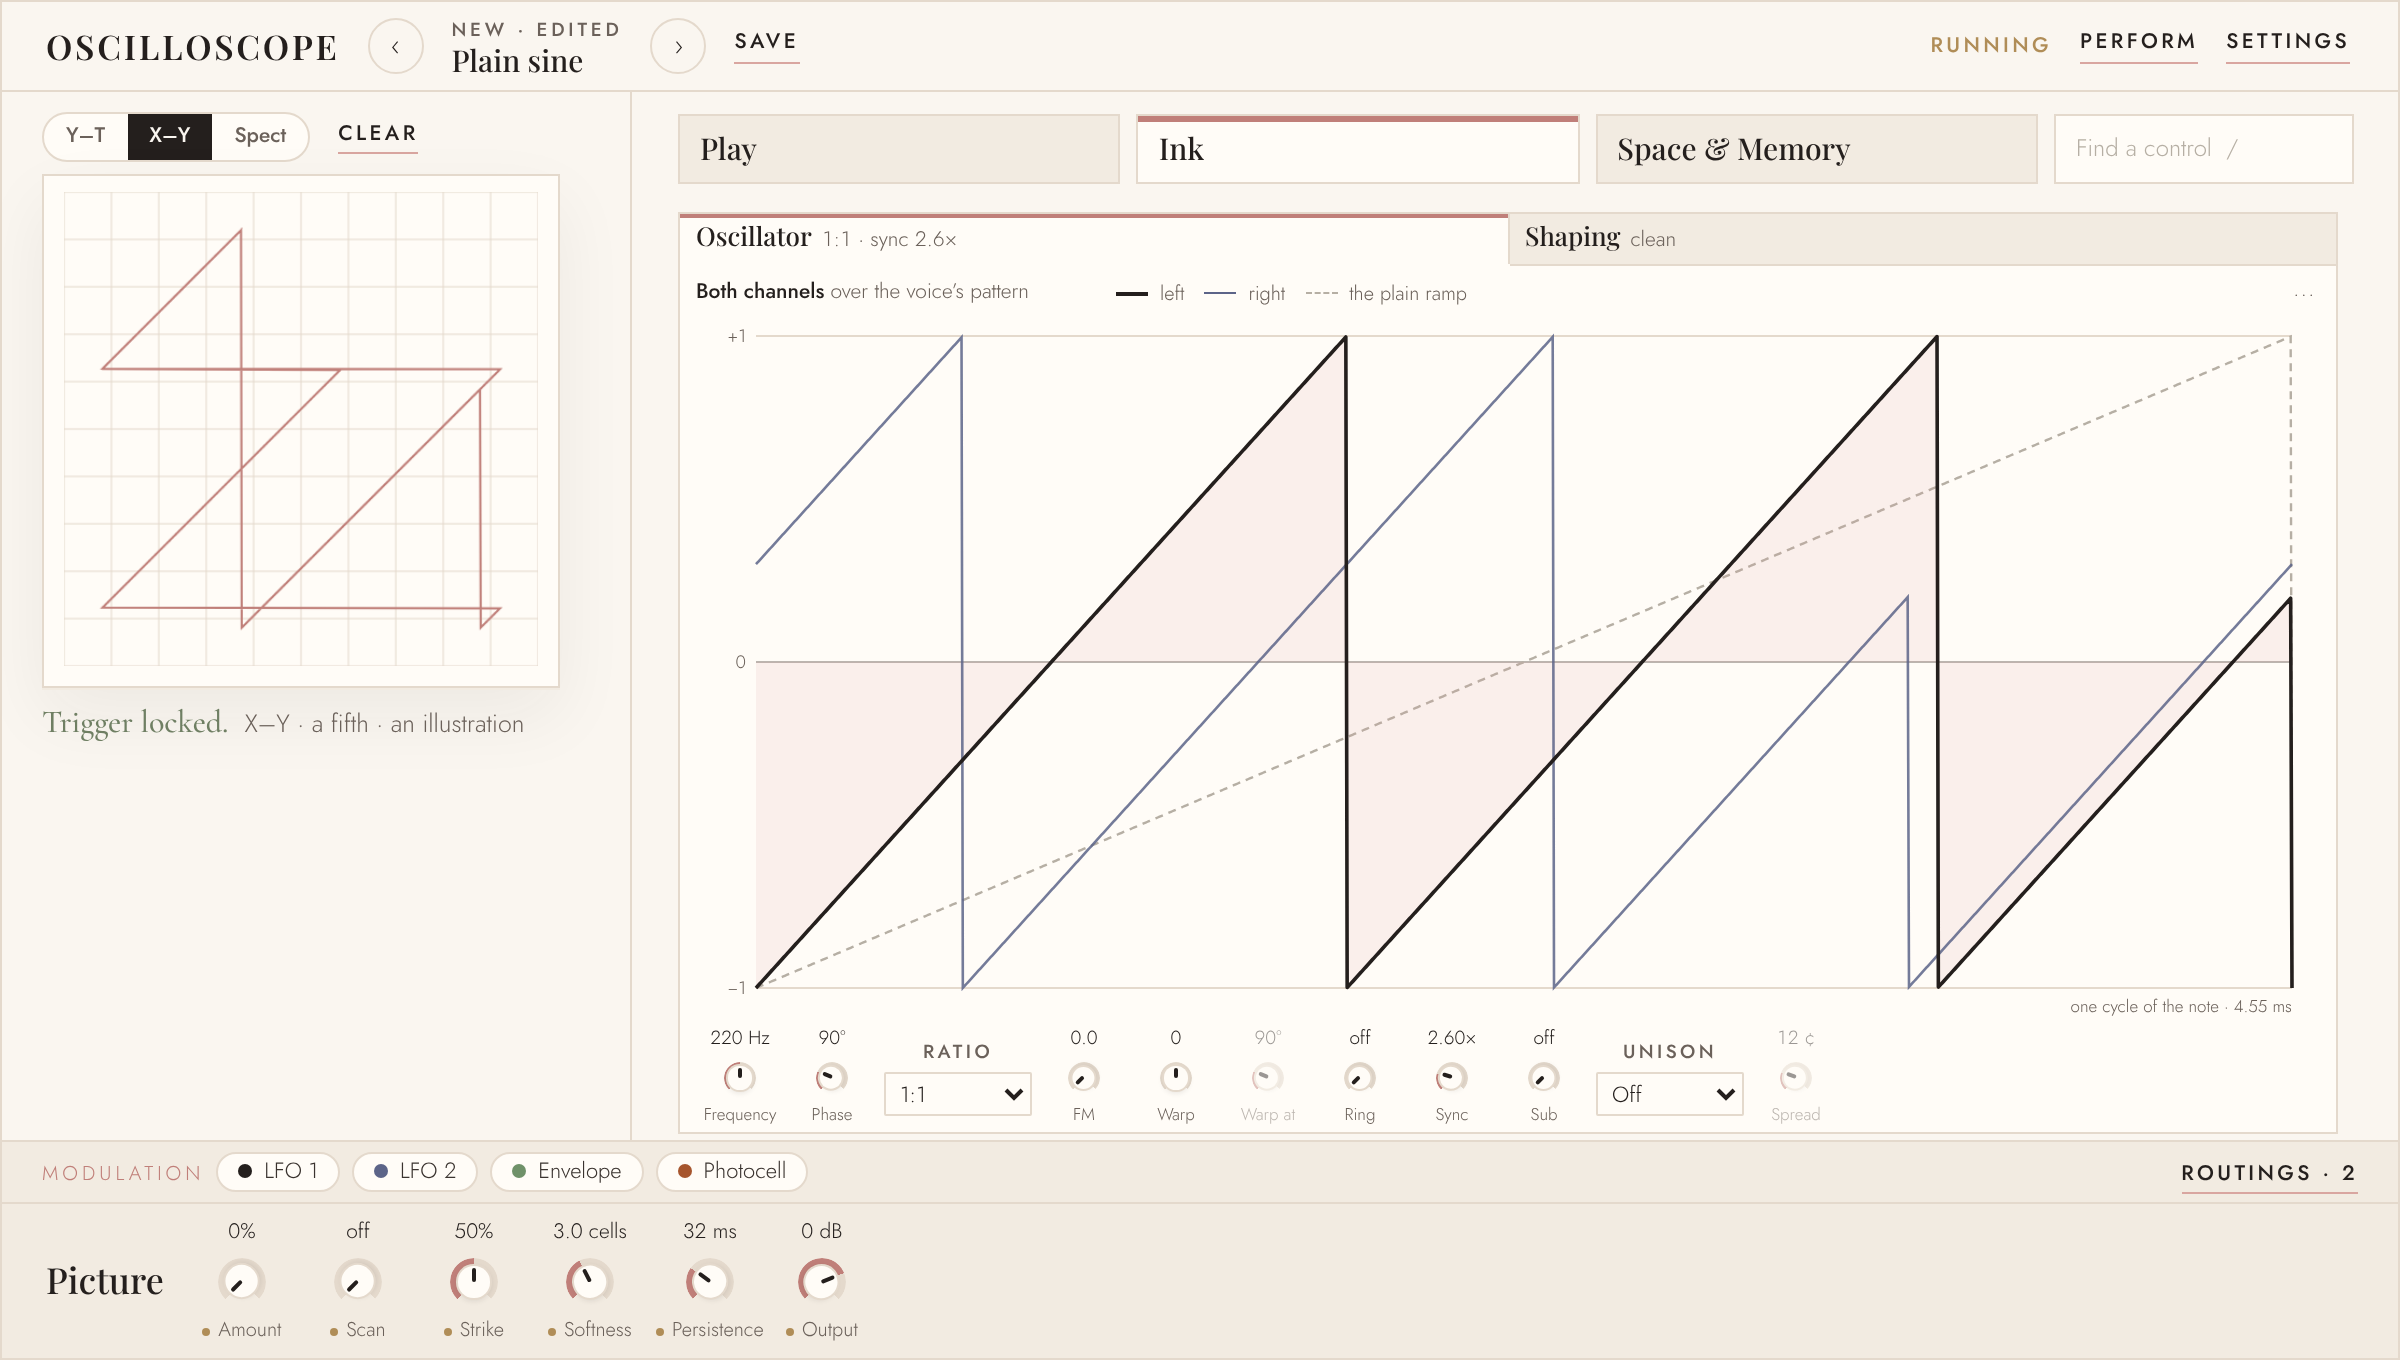 OSCILLOSCOPE
‹
NEW · EDITED
Plain sine
›
SAVE
RUNNING
PERFORM
SETTINGS
Y–T
X–Y
Spect
CLEAR
Play
Ink
Space & Memory
Find a control /
Oscillator 1:1 · sync 2.6×
Shaping clean
Both channels over the voice’s pattern
left
right
the plain ramp
...
+1
0
−1
one cycle of the note · 4.55 ms
Trigger locked. X–Y · a fifth · an illustration
220 Hz
Frequency
90°
Phase
RATIO
1:1
0.0
FM
0
Warp
90°
Warp at
off
Ring
2.60×
Sync
off
Sub
UNISON
Off
12 ¢
Spread
MODULATION
LFO 1
LFO 2
Envelope
Photocell
ROUTINGS · 2
Picture
0%
Amount
off
Scan
50%
Strike
3.0 cells
Softness
32 ms
Persistence
0 dB
Output